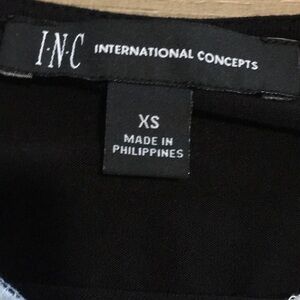 I·N·C INTERNATIONAL CONCEPTS
XS
MADE IN
PHILIPPINES